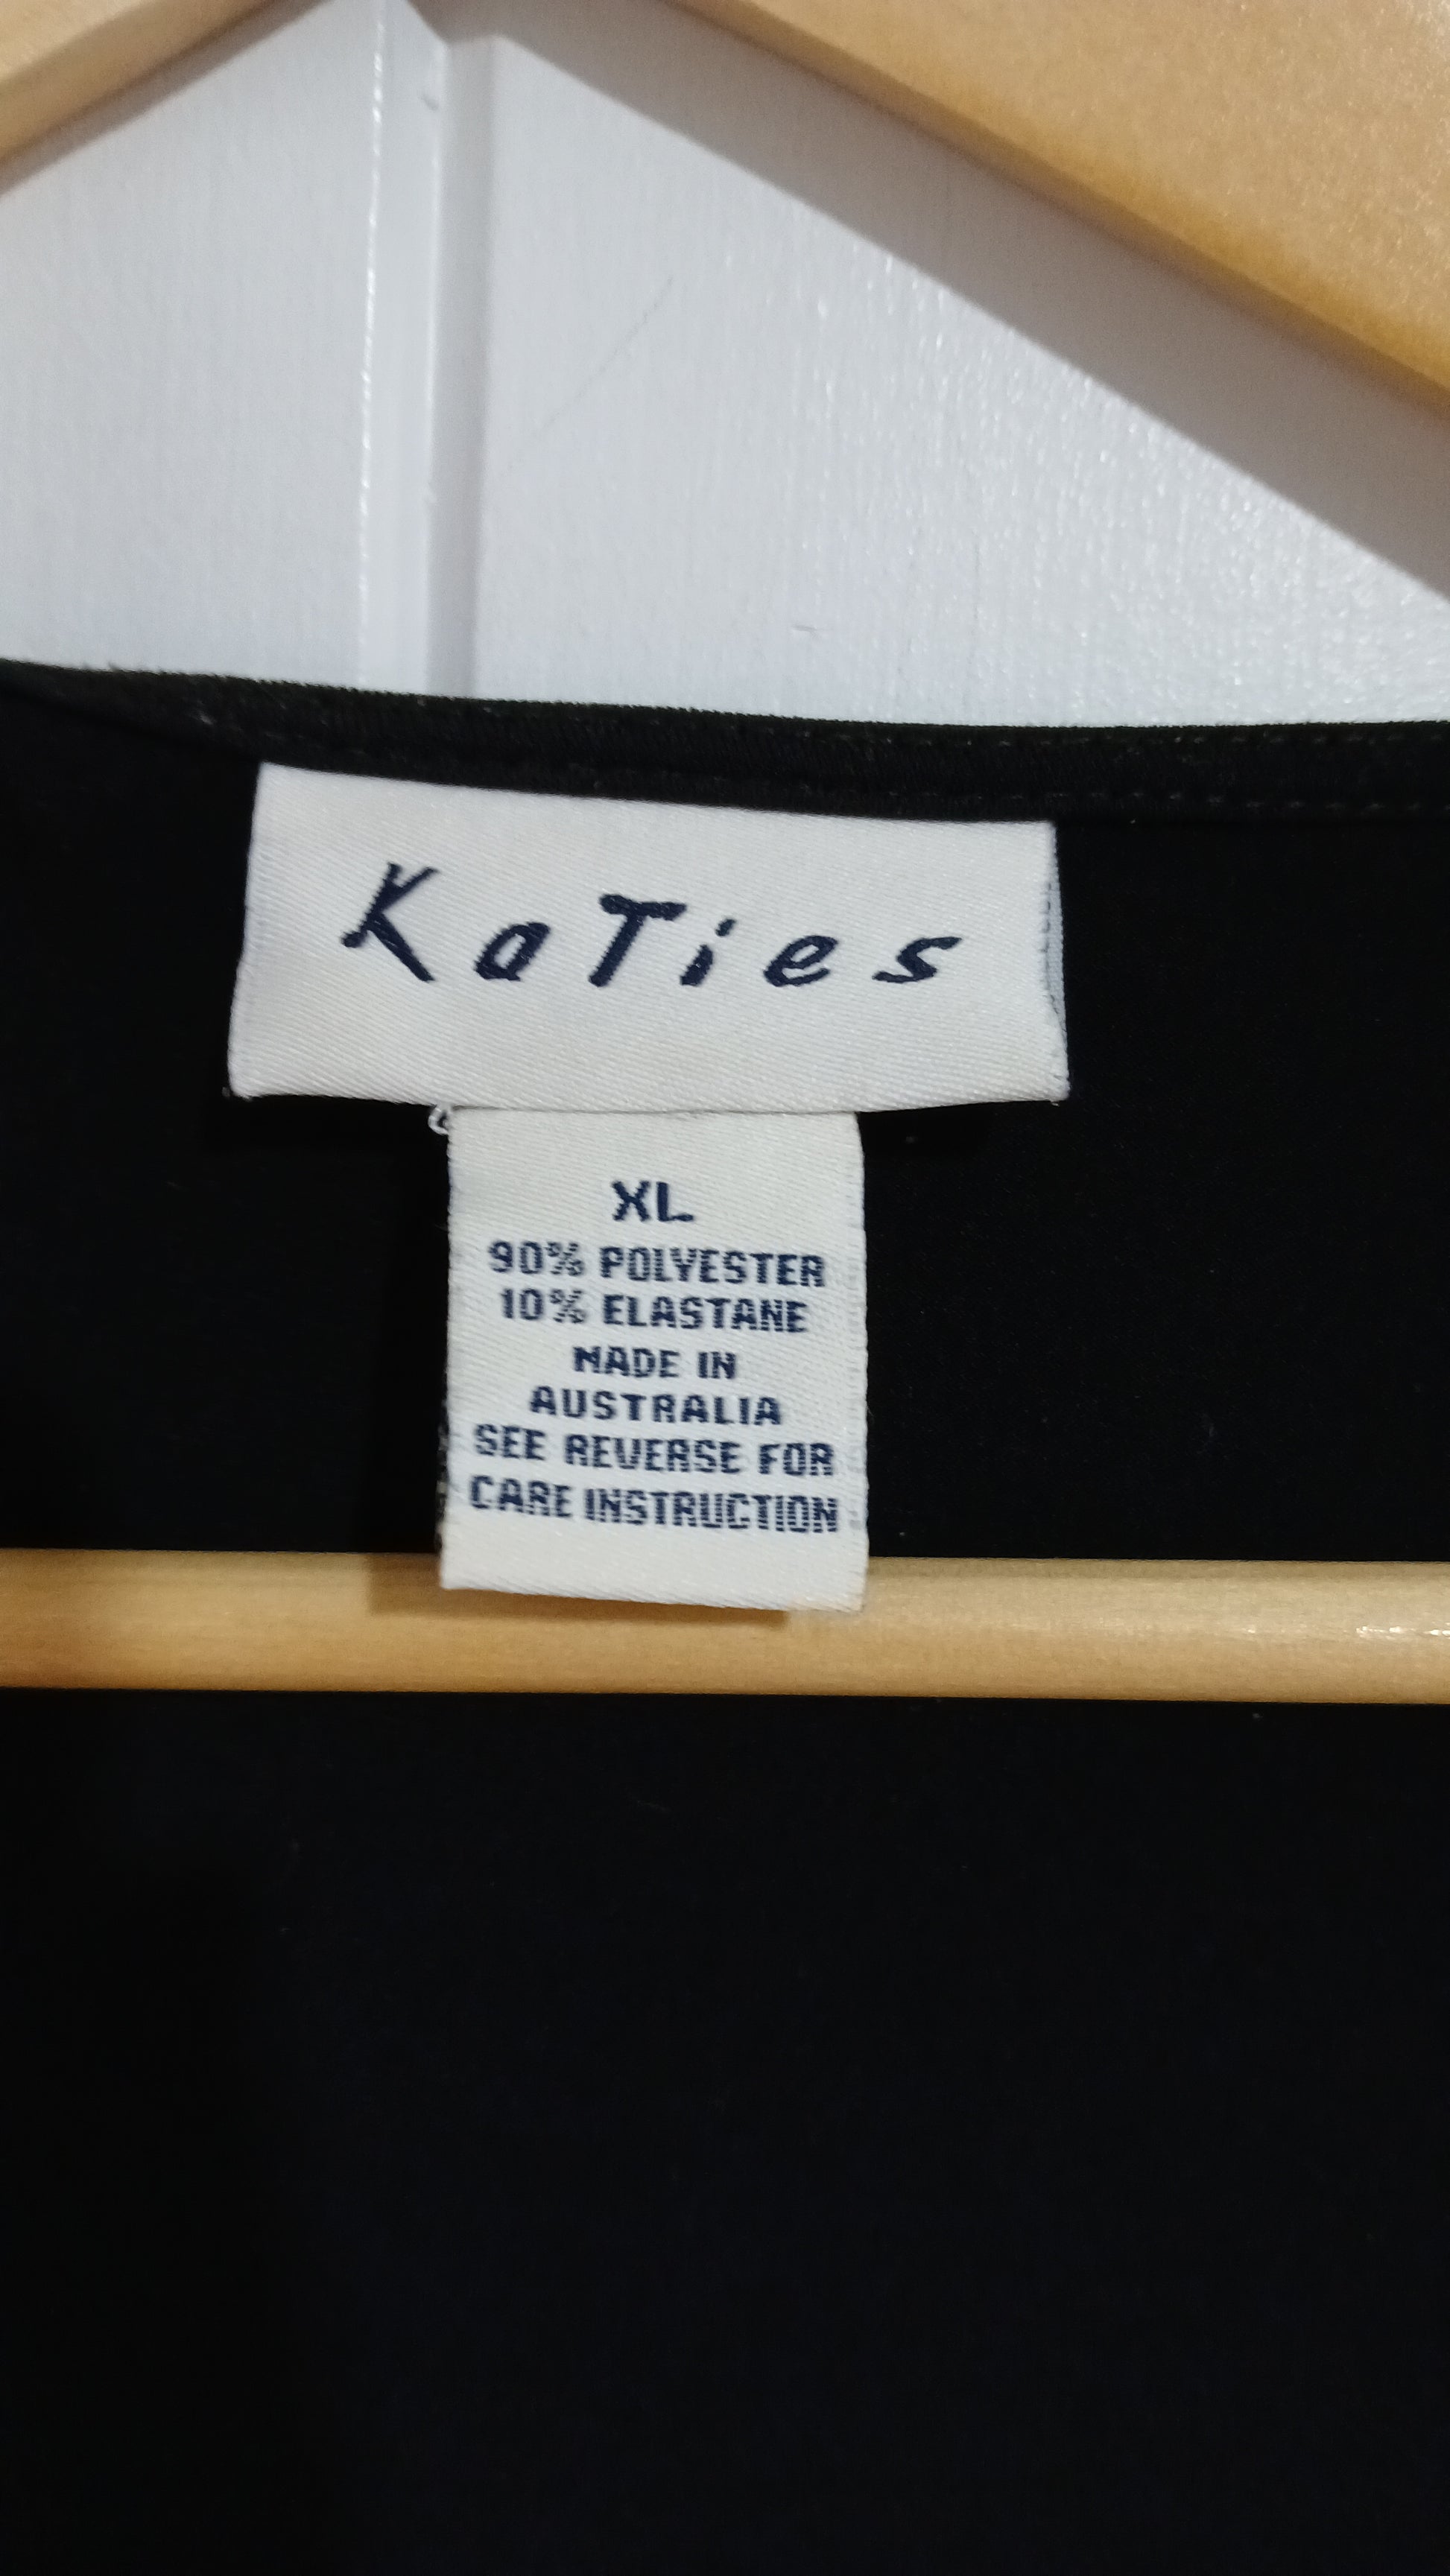 KaTies
XL
90% POLYESTER
10% ELASTANE
MADE IN
AUSTRALIA
SEE REVERSE FOR
CARE INSTRUCTION